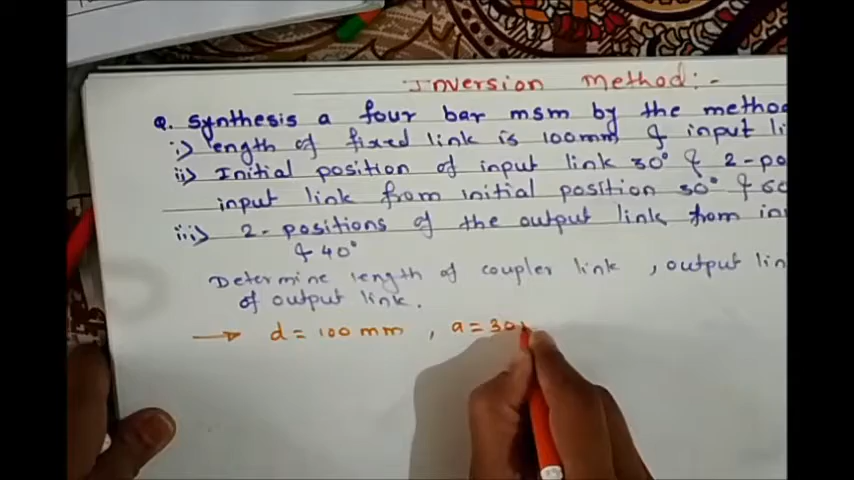 Inversion method:-
Q. Synthesis a four bar msm by the metho
i) length of fixed link is 100mm & input li
ii) Initial position of input link 30° & 2-po
input link from initial position 30° & 60
iii) 2-positions of the output link from in
& 40°
Determine length of coupler link , output lin
of output link.
→ d = 100 mm , a = 30